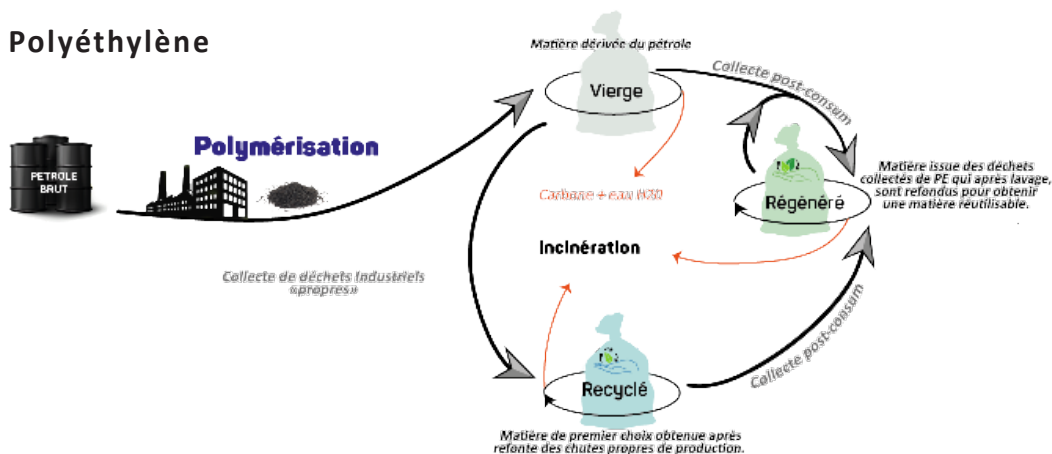 Polyéthylène
Matière dérivée du pétrole
Vierge
Collecte post-consum
PETROLE
BRUT
Polymérisation
Régénéré
Matière issue des déchets
collectés de PE qui après lavage,
sont refondus pour obtenir
une matière réutilisable.
Carbone + eau
Incinération
Collecte de déchets industriels
«propres»
Recyclé
Collecte post-consum
Matière de premier choix obtenue après
refonte des chutes propres de production.